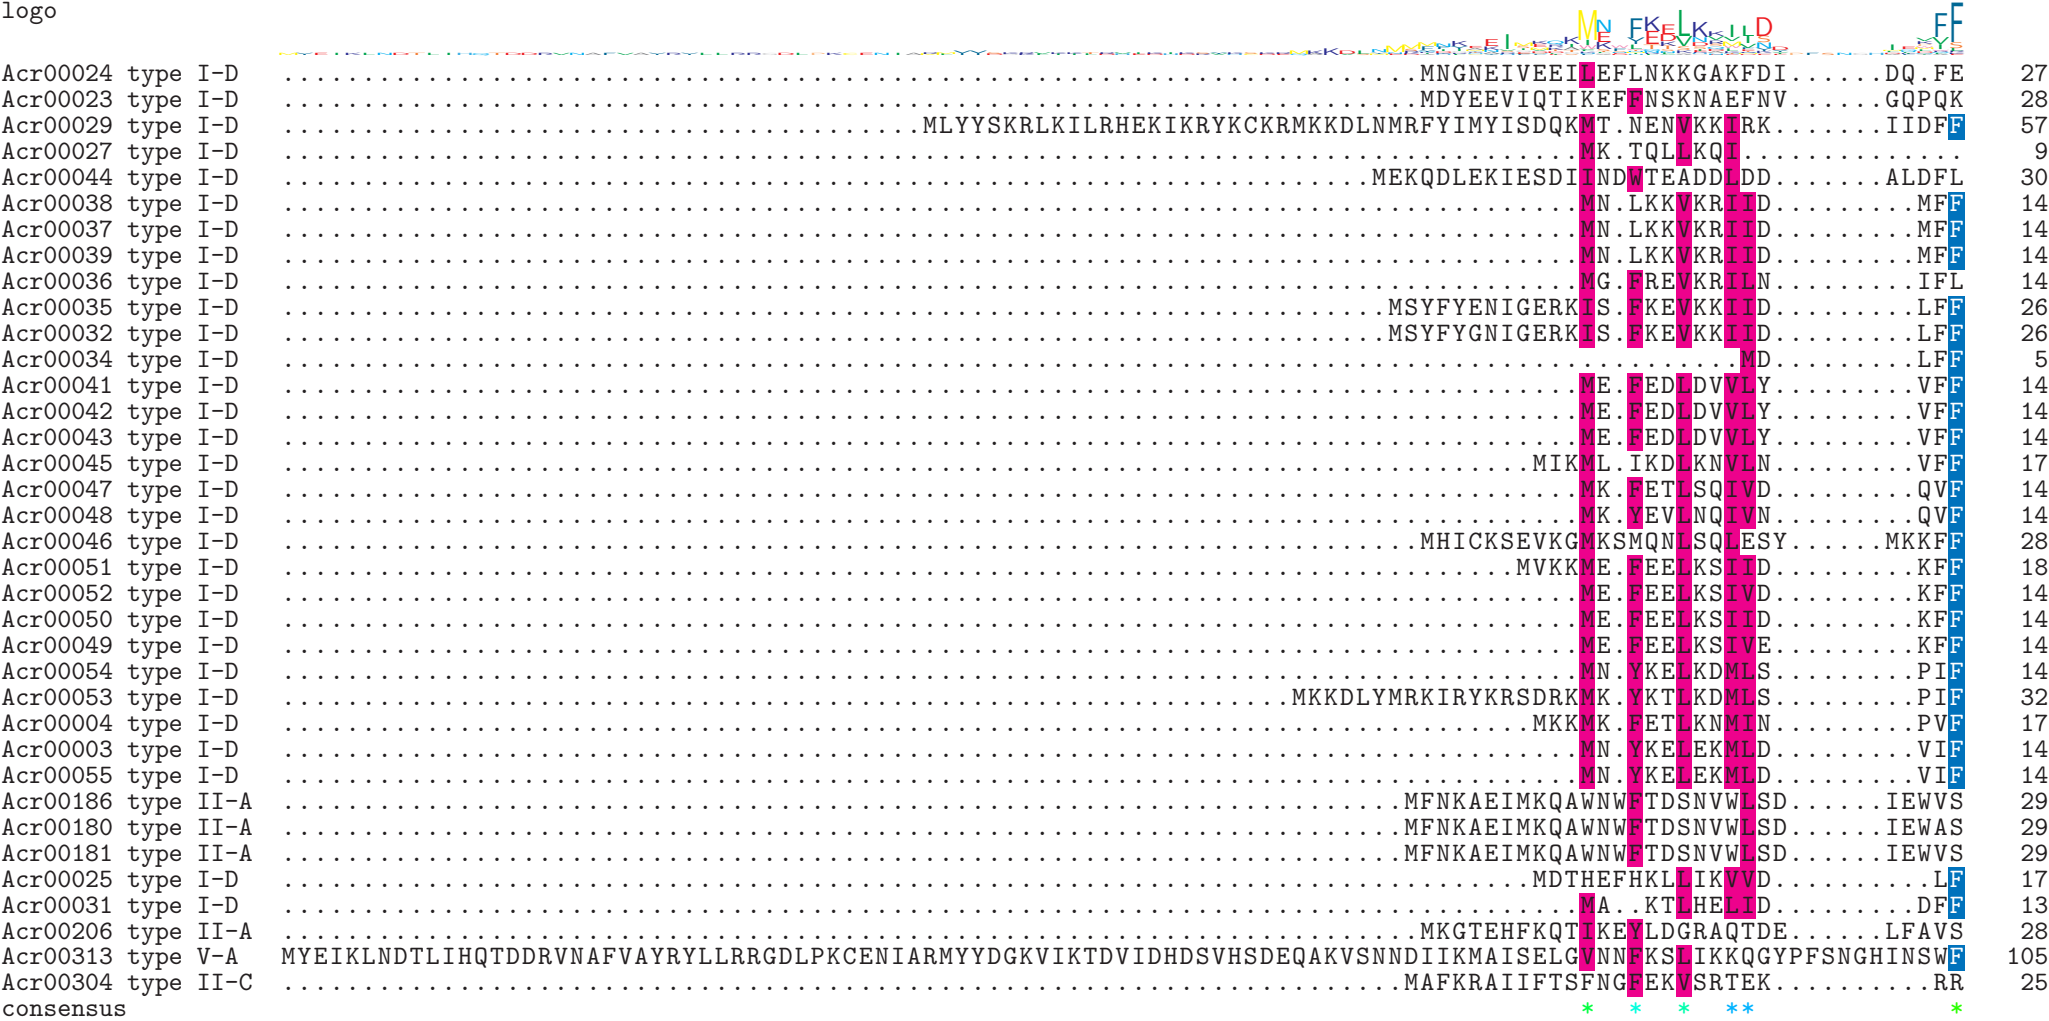 logo
Acr00024 type I-D .......................................................................MNGNEIVEEILEFLNKKGAKFDI......DQ.FE 27
Acr00023 type I-D .......................................................................MDYEEVIQTIKEFFNSKNAEFNV......GQPQK 28
Acr00029 type I-D ........................................MLYYSKRLKILRHEKIKRYKCKRMKKDLNMRFYIMYISDQKMT.NENVKKIRK.......IIDFF 57
Acr00027 type I-D .................................................................................MK.TQLLKQI.............. 9
Acr00044 type I-D ....................................................................MEKQDLEKIESDIINDWTEADDLDD.......ALDFL 30
Acr00038 type I-D .................................................................................MN.LKKVKRIID.........MFF 14
Acr00037 type I-D .................................................................................MN.LKKVKRIID.........MFF 14
Acr00039 type I-D .................................................................................MN.LKKVKRIID.........MFF 14
Acr00036 type I-D .................................................................................MG.FREVKRILN.........IFL 14
Acr00035 type I-D .....................................................................MSYFYENIGERKIS.FKEVKKIID.........LFF 26
Acr00032 type I-D .....................................................................MSYFYGNIGERKIS.FKEVKKIID.........LFF 26
Acr00034 type I-D ...........................................................................................MD.........LFF 5
Acr00041 type I-D .................................................................................ME.FEDLDVVLY.........VFF 14
Acr00042 type I-D .................................................................................ME.FEDLDVVLY.........VFF 14
Acr00043 type I-D .................................................................................ME.FEDLDVVLY.........VFF 14
Acr00045 type I-D ..............................................................................MIKML.IKDLKNVLN.........VFF 17
Acr00047 type I-D .................................................................................MK.FETLSQIVD.........QVF 14
Acr00048 type I-D .................................................................................MK.YEVLNQIVN.........QVF 14
Acr00046 type I-D .......................................................................MHICKSEVKGMKSMQNLSQLESY......MKKFF 28
Acr00051 type I-D .............................................................................MVKKME.FEELKSIID.........KFF 18
Acr00052 type I-D .................................................................................ME.FEELKSIVD.........KFF 14
Acr00050 type I-D .................................................................................ME.FEELKSIID.........KFF 14
Acr00049 type I-D .................................................................................ME.FEELKSIVE.........KFF 14
Acr00054 type I-D .................................................................................MN.YKELKDMLS.........PIF 14
Acr00053 type I-D ...............................................................MKKDLYMRKIRYKRSDRKMK.YKTLKDMLS.........PIF 32
Acr00004 type I-D ..............................................................................MKKMK.FETLKNMIN.........PVF 17
Acr00003 type I-D .................................................................................MN.YKELEKMLD.........VIF 14
Acr00055 type I-D .................................................................................MN.YKELEKMLD.........VIF 14
Acr00186 type II-A ......................................................................MFNKAEIMKQAWNWFTDSNVWLSD......IEWVS 29
Acr00180 type II-A ......................................................................MFNKAEIMKQAWNWFTDSNVWLSD......IEWAS 29
Acr00181 type II-A ......................................................................MFNKAEIMKQAWNWFTDSNVWLSD......IEWVS 29
Acr00025 type I-D ..............................................................................MDTHEFHKLLIKVVD..........LF 17
Acr00031 type I-D .................................................................................MA..KTLHELID.........DFF 13
Acr00206 type II-A .......................................................................MKGTEHFKQTIKEYLDGRAQTDE......LFAVS 28
Acr00313 type V-A MYEIKLNDTLIHQTDDRVNAFVAYRYLLRRGDLPKCENIARMYYDGKVIKTDVIDHDSVHSDEQAKVSNNDIIKMAISELGVNNFKSLIKKQGYPFSNGHINSWF 105
Acr00304 type II-C ......................................................................MAFKRAIIFTSFNGFEKVSRTEK..........RR 25
consensus * * * ** *